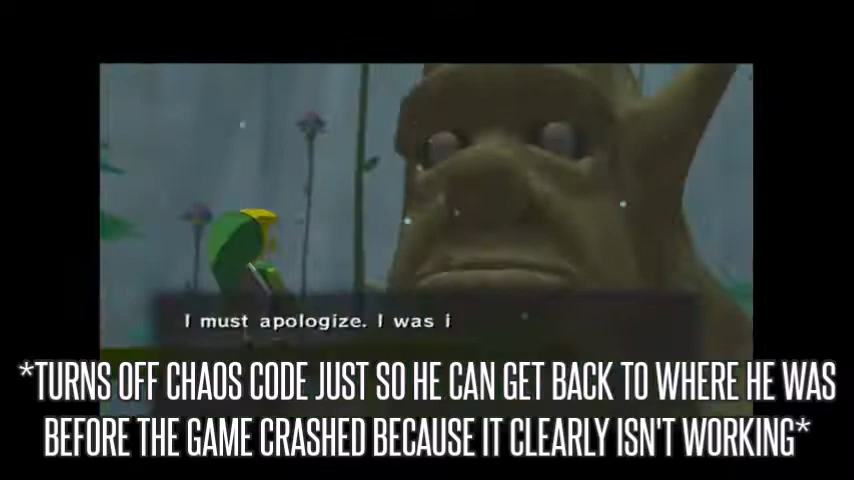 I must apologize. I was i
*TURNS OFF CHAOS CODE JUST SO HE CAN GET BACK TO WHERE HE WAS
BEFORE THE GAME CRASHED BECAUSE IT CLEARLY ISN'T WORKING*